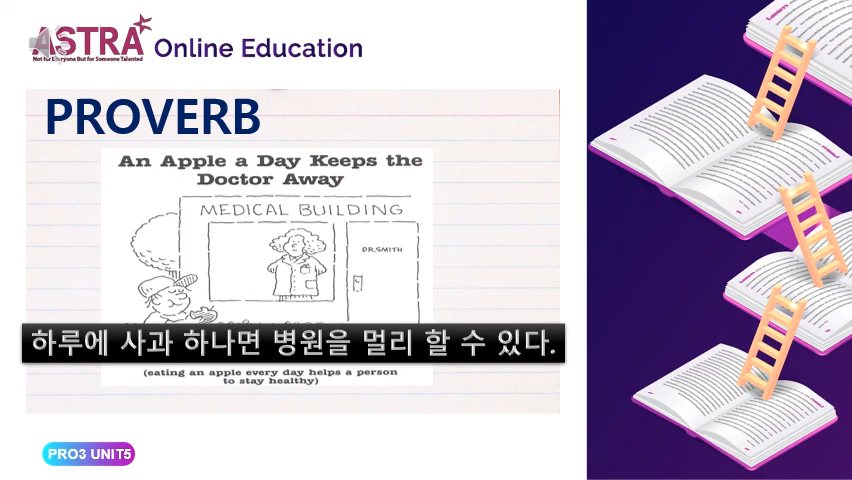 ASTRA Online Education
Not for Everyone But for Someone Talented
PROVERB
An Apple a Day Keeps the
Doctor Away
MEDICAL BUILDING
DR. SMITH
하루에 사과 하나면 병원을 멀리 할 수 있다.
(eating an apple every day helps a person
to stay healthy)
PRO3 UNIT5